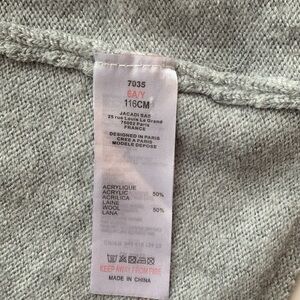 7035
6A/Y
116CM
JACADI SAS
25 rue Louis Le Grand
75002 Paris
FRANCE
DESIGNED IN PARIS
CREE A PARIS
MODELE DEPOSE
ACRYLIQUE
ACRYLIC 50%
ACRILICA
LAINE
WOOL 50%
LANA
KEEP AWAY FROM FIRE
MADE IN CHINA